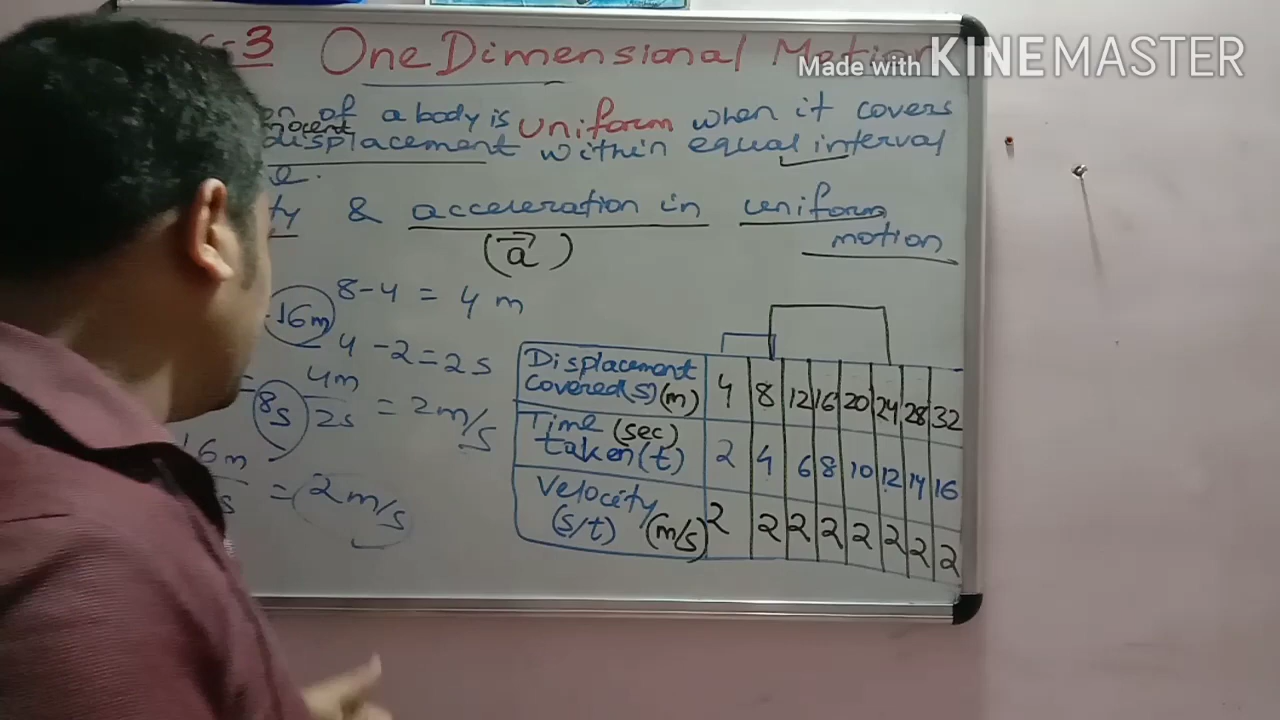 -3 One Dimensional Motion
Made with KINEMASTER
of a body is uniform when it covers
displacement within equal interval
& acceleration in uniform
motion
(a⃗)
8-4 = 4 m
16m
4-2=2s
=
8s
4m
2s
= 2m/s
6m
s
= 2m/s
Displacement covered(s)(m) 4 8 12 16 20 24 28 32
Time (sec) taken(t) 2 4 6 8 10 12 14 16
Velocity (s/t) (m/s) 2 2 2 2 2 2 2 2